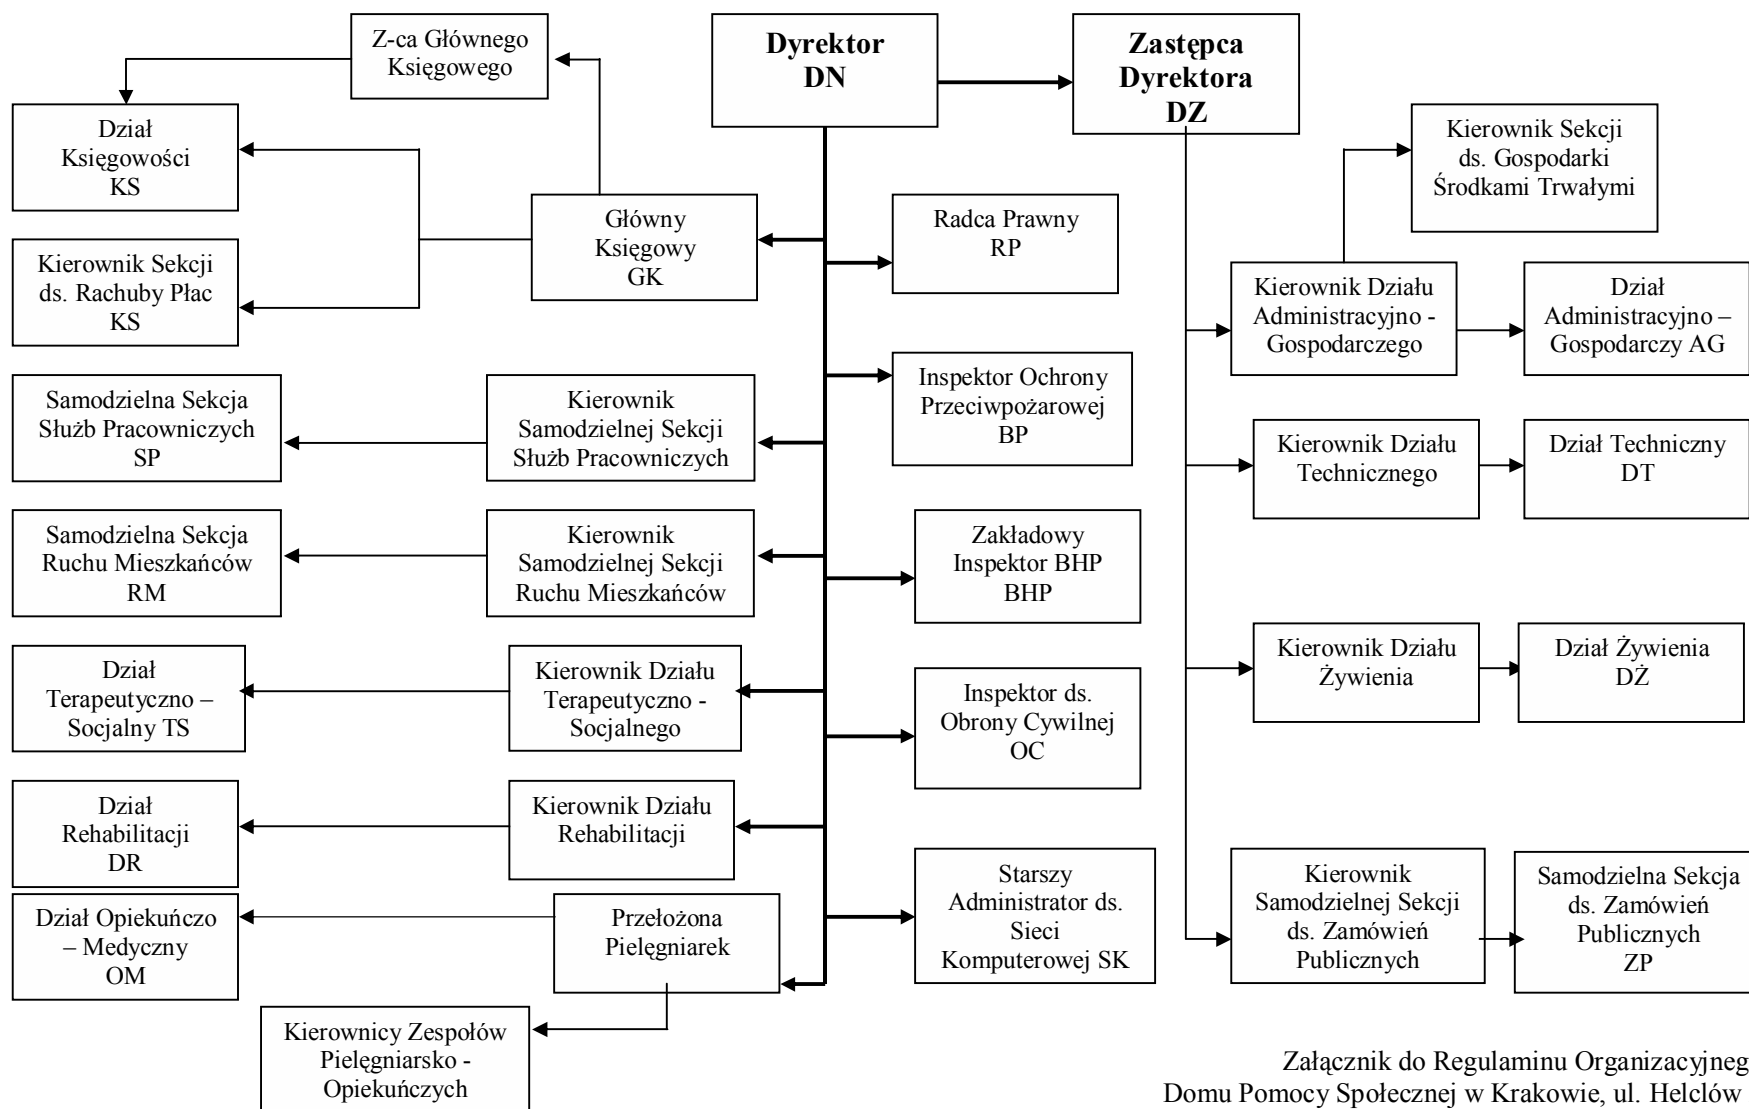 Z-ca Głównego
Księgowego
Dyrektor
DN
Zastępca
Dyrektora
DZ
Dział
Księgowości
KS
Kierownik Sekcji
ds. Gospodarki
Środkami Trwałymi
Główny
Księgowy
GK
Radca Prawny
RP
Kierownik Sekcji
ds. Rachuby Płac
KS
Kierownik Działu
Administracyjno -
Gospodarczego
Dział
Administracyjno –
Gospodarczy AG
Samodzielna Sekcja
Służb Pracowniczych
SP
Kierownik
Samodzielnej Sekcji
Służb Pracowniczych
Inspektor Ochrony
Przeciwpożarowej
BP
Kierownik Działu
Technicznego
Dział Techniczny
DT
Samodzielna Sekcja
Ruchu Mieszkańców
RM
Kierownik
Samodzielnej Sekcji
Ruchu Mieszkańców
Zakładowy
Inspektor BHP
BHP
Dział
Terapeutyczno –
Socjalny TS
Kierownik Działu
Terapeutyczno -
Socjalnego
Inspektor ds.
Obrony Cywilnej
OC
Kierownik Działu
Żywienia
Dział Żywienia
DŻ
Dział
Rehabilitacji
DR
Kierownik Działu
Rehabilitacji
Starszy
Administrator ds.
Sieci
Komputerowej SK
Kierownik
Samodzielnej Sekcji
ds. Zamówień
Publicznych
Samodzielna Sekcja
ds. Zamówień
Publicznych
ZP
Dział Opiekuńczo
– Medyczny
OM
Przełożona
Pielęgniarek
Kierownicy Zespołów
Pielęgniarsko -
Opiekuńczych
Załącznik do Regulaminu Organizacyjneg
Domu Pomocy Społecznej w Krakowie, ul. Helclów